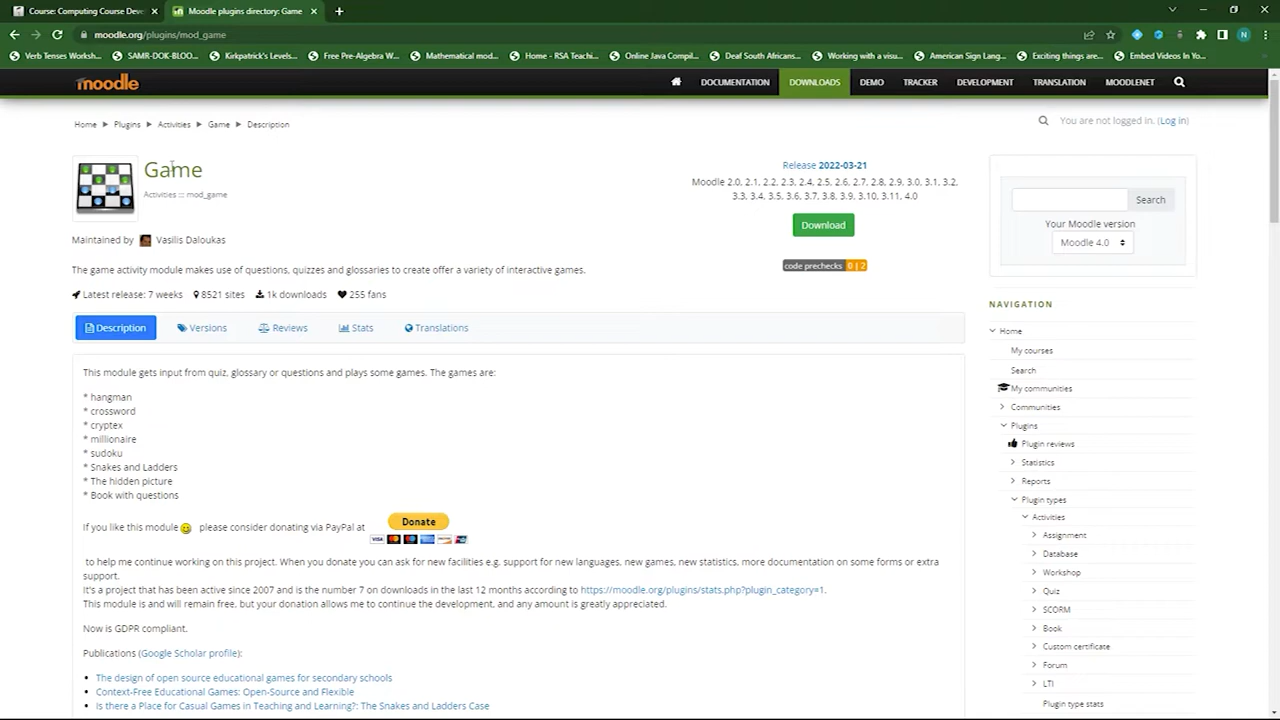 Course: Computing Course Dev
Moodle plugins directory: Game
moodle.org/plugins/mod_game
Verb Tenses Worksh...
SAMR-DOK-BLOO...
Kirkpatrick's Levels...
Free Pre-Algebra W...
Mathematical mod...
Home - RSA Teachi...
Online Java Compil...
Deaf South African...
Working with a visu...
American Sign Lang...
Exciting things are...
Embed Videos In Yo...
moodle
DOCUMENTATION
DOWNLOADS
DEMO
TRACKER
DEVELOPMENT
TRANSLATION
MOODLENET
Home ► Plugins ► Activities ► Game ► Description
You are not logged in. (Log in)
Game
Activities ::: mod_game
Maintained by Vasilis Daloukas
The game activity module makes use of questions, quizzes and glossaries to create offer a variety of interactive games.
Latest release: 7 weeks 8521 sites 1k downloads 255 fans
Release 2022-03-21
Moodle 2.0, 2.1, 2.2, 2.3, 2.4, 2.5, 2.6, 2.7, 2.8, 2.9, 3.0, 3.1, 3.2,
3.3, 3.4, 3.5, 3.6, 3.7, 3.8, 3.9, 3.10, 3.11, 4.0
Download
code prechecks 0 | 2
Description
Versions
Reviews
Stats
Translations
This module gets input from quiz, glossary or questions and plays some games. The games are:
* hangman
* crossword
* cryptex
* millionaire
* sudoku
* Snakes and Ladders
* The hidden picture
* Book with questions
If you like this module please consider donating via PayPalιετ Donate
VISA
to help me continue working on this project. When you donate you can ask for new facilities e.g. support for new languages, new games, new statistics, more documentation on some forms or extra
support.
It's a project that has been active since 2007 and is the number 7 on downloads in the last 12 months according to https://moodle.org/plugins/stats.php?plugin_category=1.
This module is and will remain free, but your donation allows me to continue the development, and any amount is greatly appreciated.
Now is GDPR compliant.
Publications (Google Scholar profile):
• The design of open source educational games for secondary schools
• Context-Free Educational Games: Open-Source and Flexible
• Is there a Place for Casual Games in Teaching and Learning?: The Snakes and Ladders Case
Search
Your Moodle version
Moodle 4.0
NAVIGATION
Home
My courses
Search
My communities
Communities
Plugins
Plugin reviews
Statistics
Reports
Plugin types
Activities
Assignment
Database
Workshop
Quiz
SCORM
Book
Custom certificate
Forum
LTI
Plugin type stats